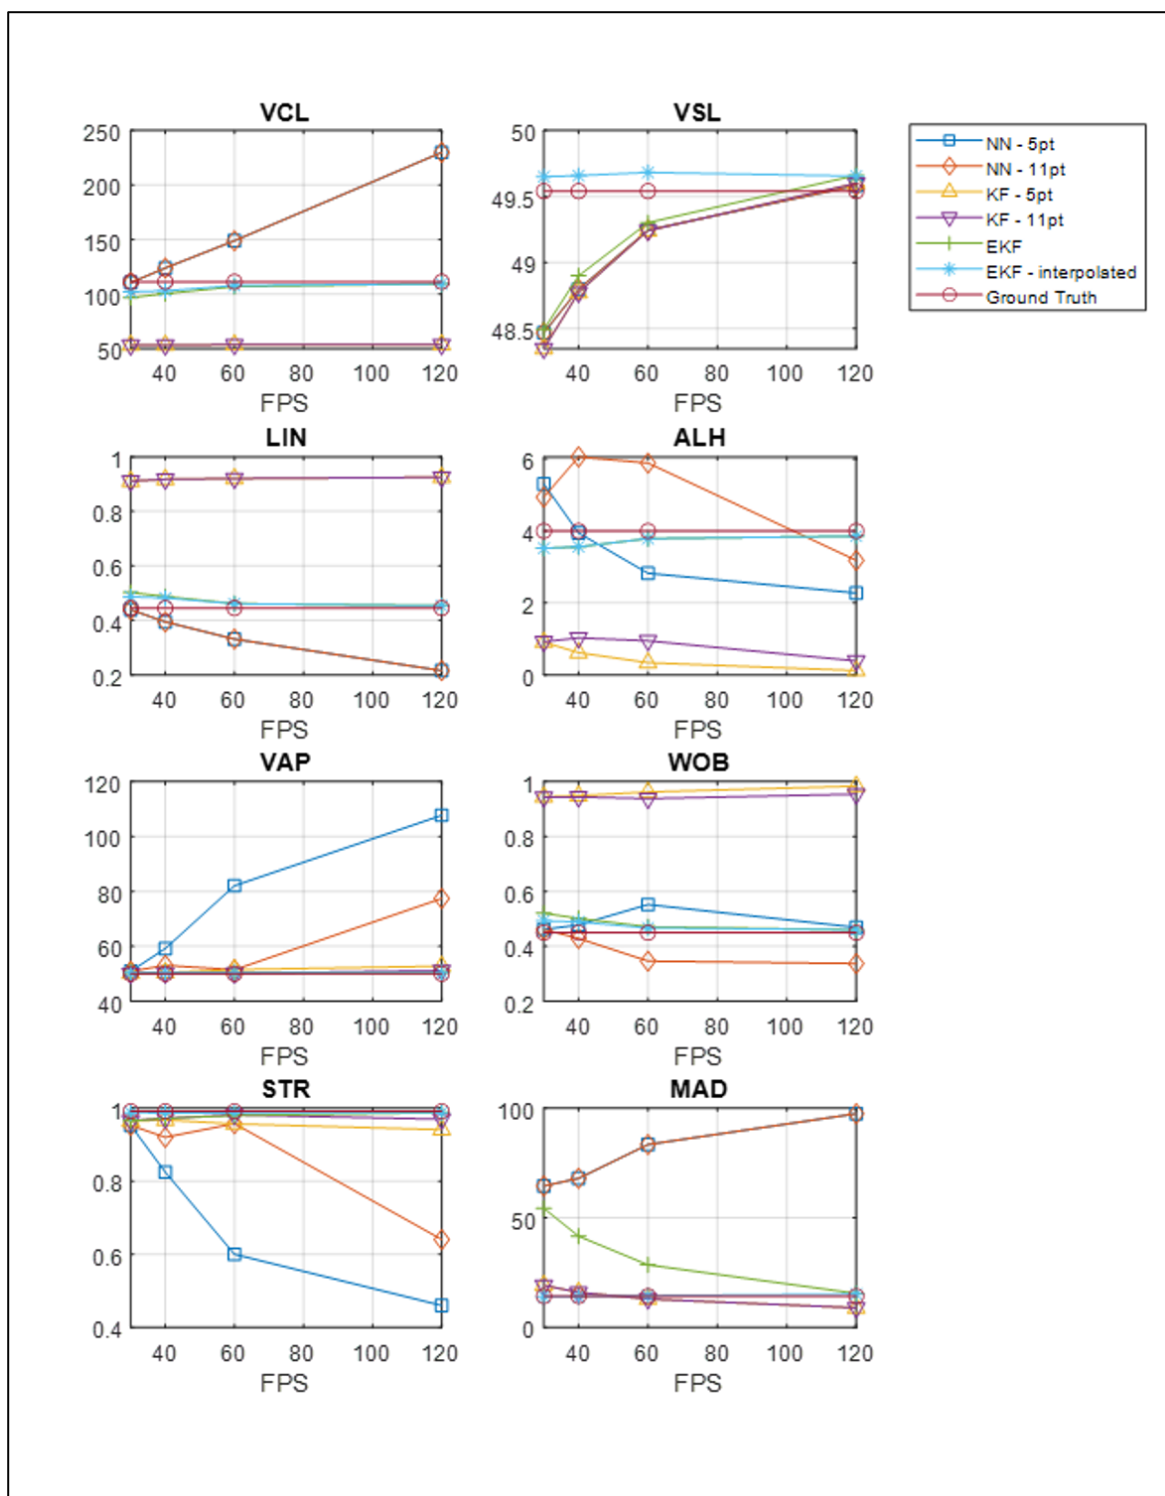 VCL
250
200
150
100
50
40 60 80 100 120
FPS
VSL
50
49.5
49
48.5
40 60 80 100 120
FPS
NN - 5pt
NN - 11pt
KF - 5pt
KF - 11pt
EKF
EKF - interpolated
Ground Truth
LIN
1
0.8
0.6
0.4
0.2
40 60 80 100 120
FPS
ALH
6
4
2
0
40 60 80 100 120
FPS
VAP
120
100
80
60
40
40 60 80 100 120
FPS
WOB
1
0.8
0.6
0.4
0.2
40 60 80 100 120
FPS
STR
1
0.8
0.6
0.4
40 60 80 100 120
FPS
MAD
100
50
0
40 60 80 100 120
FPS